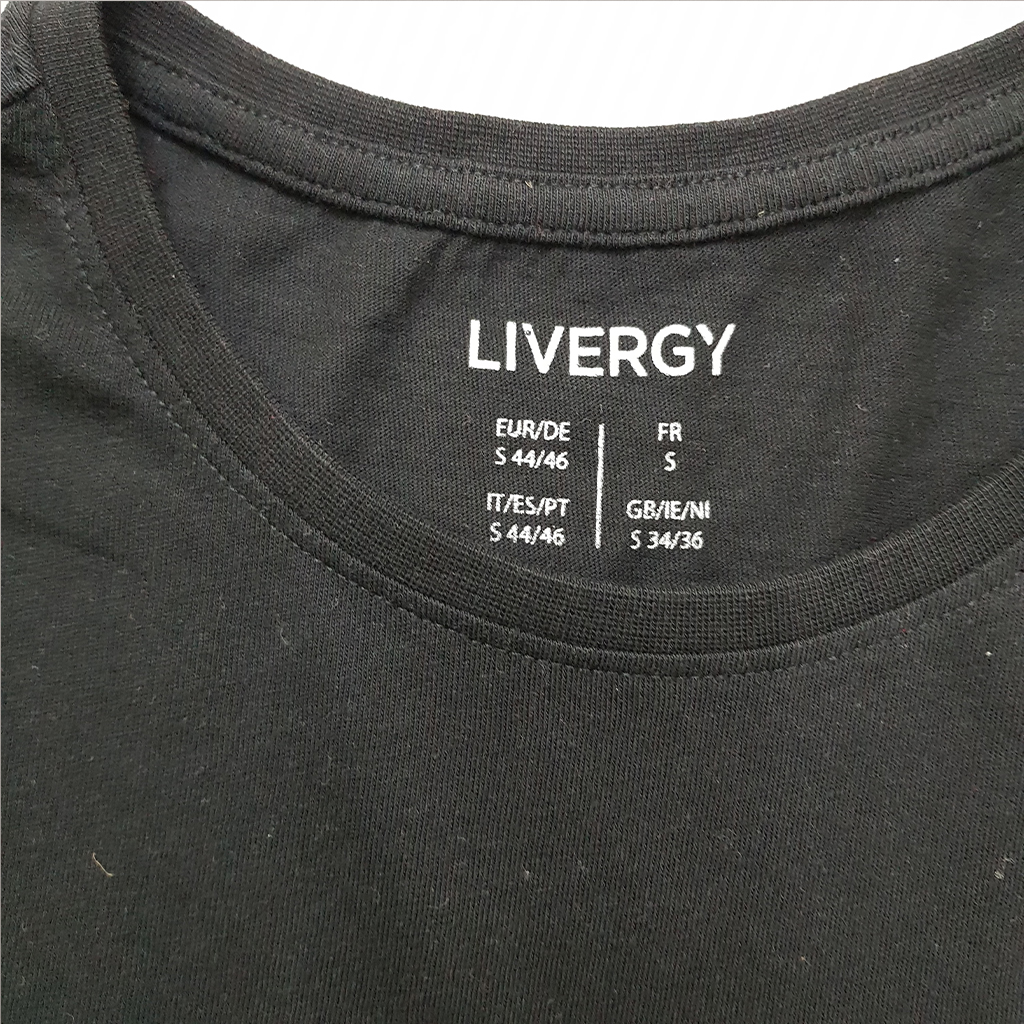 LIVERGY
EUR/DE
S 44/46
FR
S
IT/ES/PT
S 44/46
GB/IE/NI
S 34/36